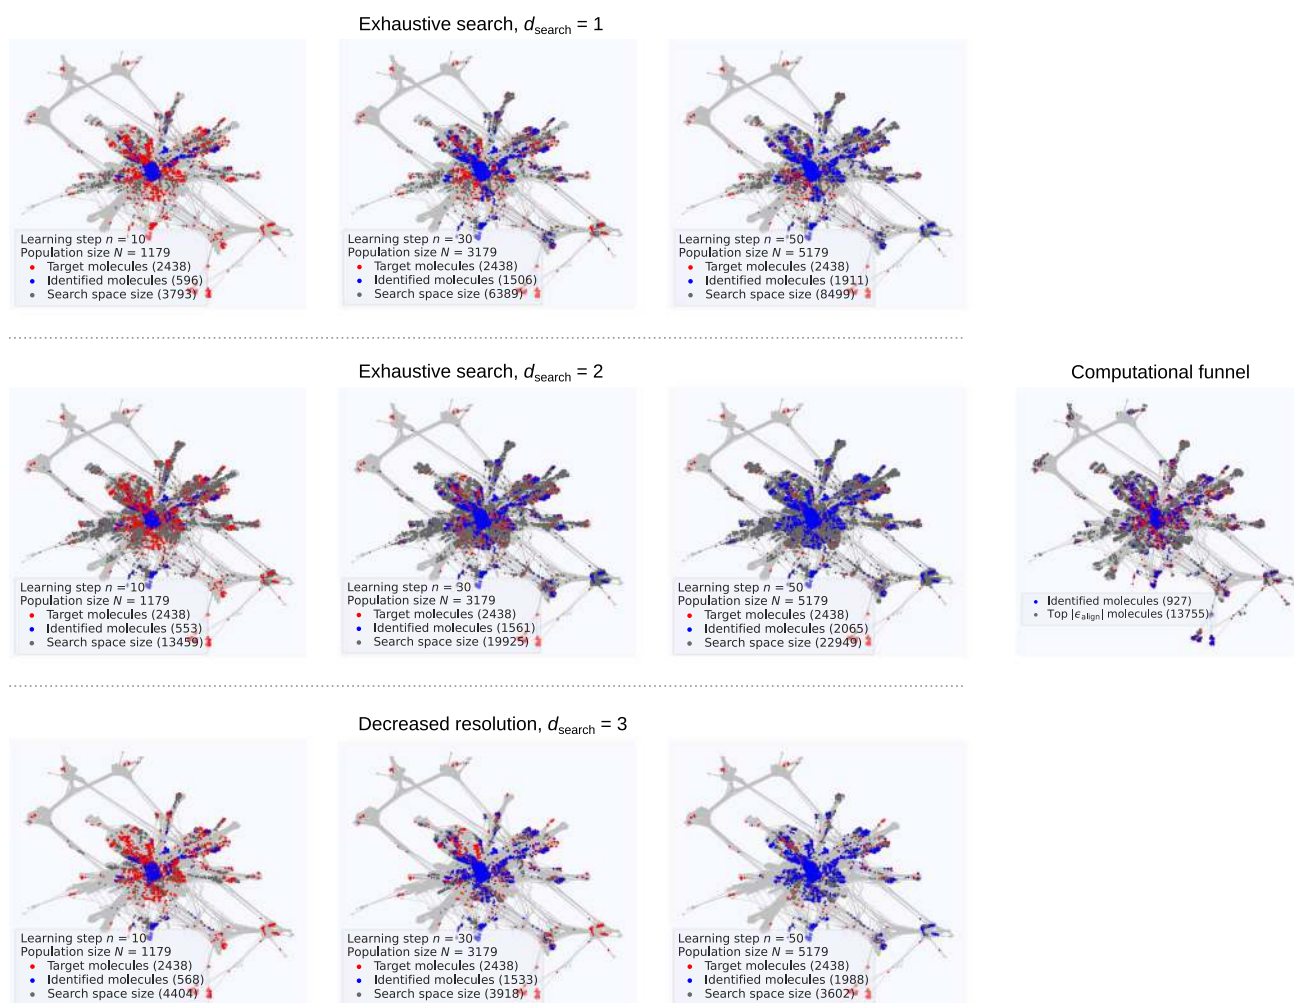 Exhaustive search, d_search = 1
Learning step n = 10
Population size N = 1179
Target molecules (2438)
Identified molecules (596)
Search space size (3793)
Learning step n = 30
Population size N = 3179
Target molecules (2438)
Identified molecules (1506)
Search space size (6389)
Learning step n = 50
Population size N = 5179
Target molecules (2438)
Identified molecules (1911)
Search space size (8499)
Exhaustive search, d_search = 2
Learning step n = 10
Population size N = 1179
Target molecules (2438)
Identified molecules (553)
Search space size (13459)
Learning step n = 30
Population size N = 3179
Target molecules (2438)
Identified molecules (1561)
Search space size (19925)
Learning step n = 50
Population size N = 5179
Target molecules (2438)
Identified molecules (2065)
Search space size (22949)
Computational funnel
Identified molecules (927)
Top |ϵ_align| molecules (13755)
Decreased resolution, d_search = 3
Learning step n = 10
Population size N = 1179
Target molecules (2438)
Identified molecules (568)
Search space size (4404)
Learning step n = 30
Population size N = 3179
Target molecules (2438)
Identified molecules (1533)
Search space size (3918)
Learning step n = 50
Population size N = 5179
Target molecules (2438)
Identified molecules (1988)
Search space size (3602)